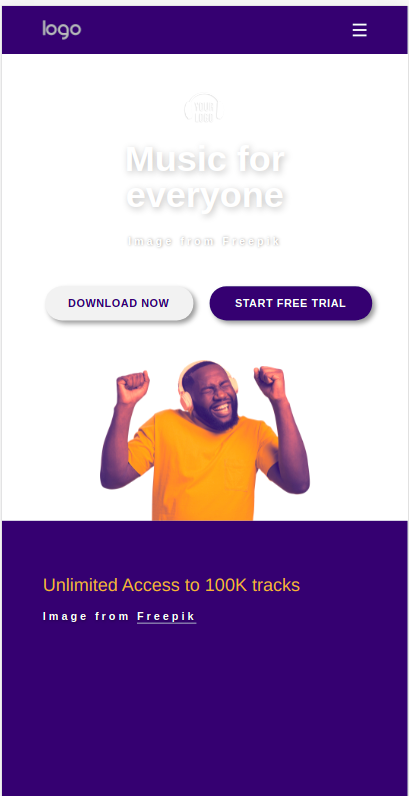 logo
YOUR
LOGO
Music for
everyone
Image from Freepik
DOWNLOAD NOW
START FREE TRIAL
Unlimited Access to 100K tracks
Image from Freepik